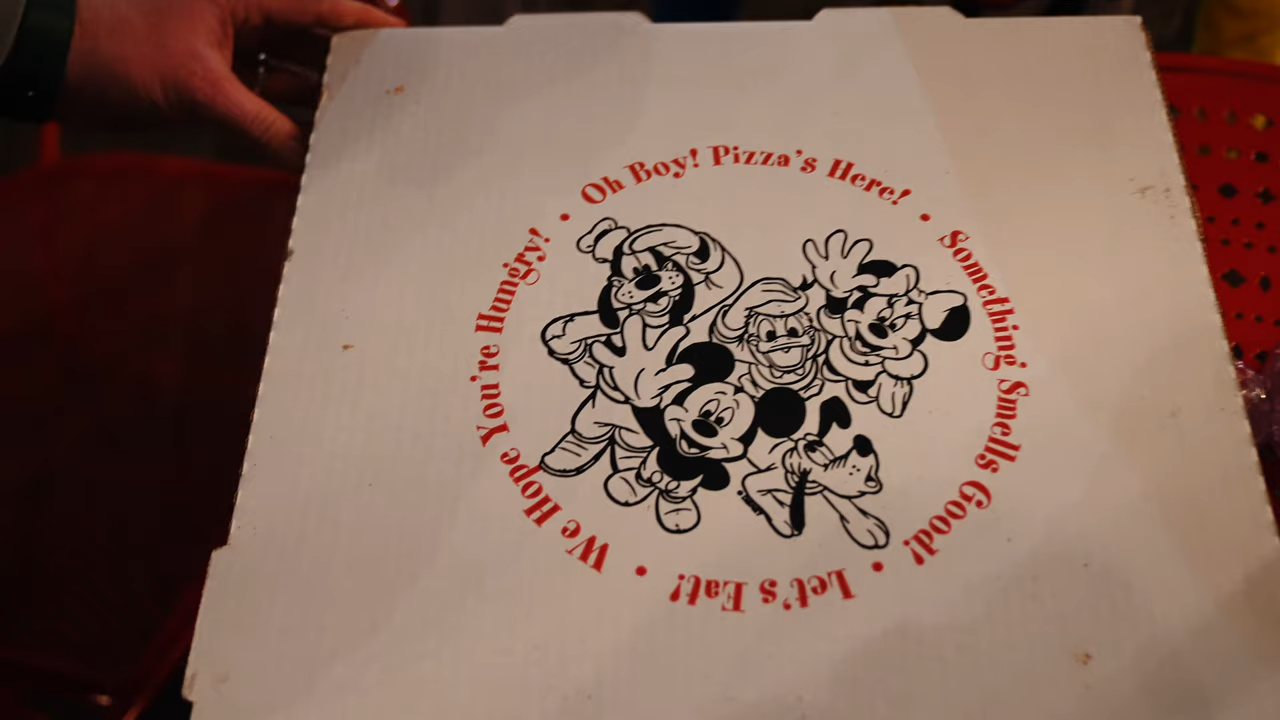 Oh Boy! Pizza's Here! •
Something Smells Good! •
Let's Eat! •
We Hope You're Hungry! •